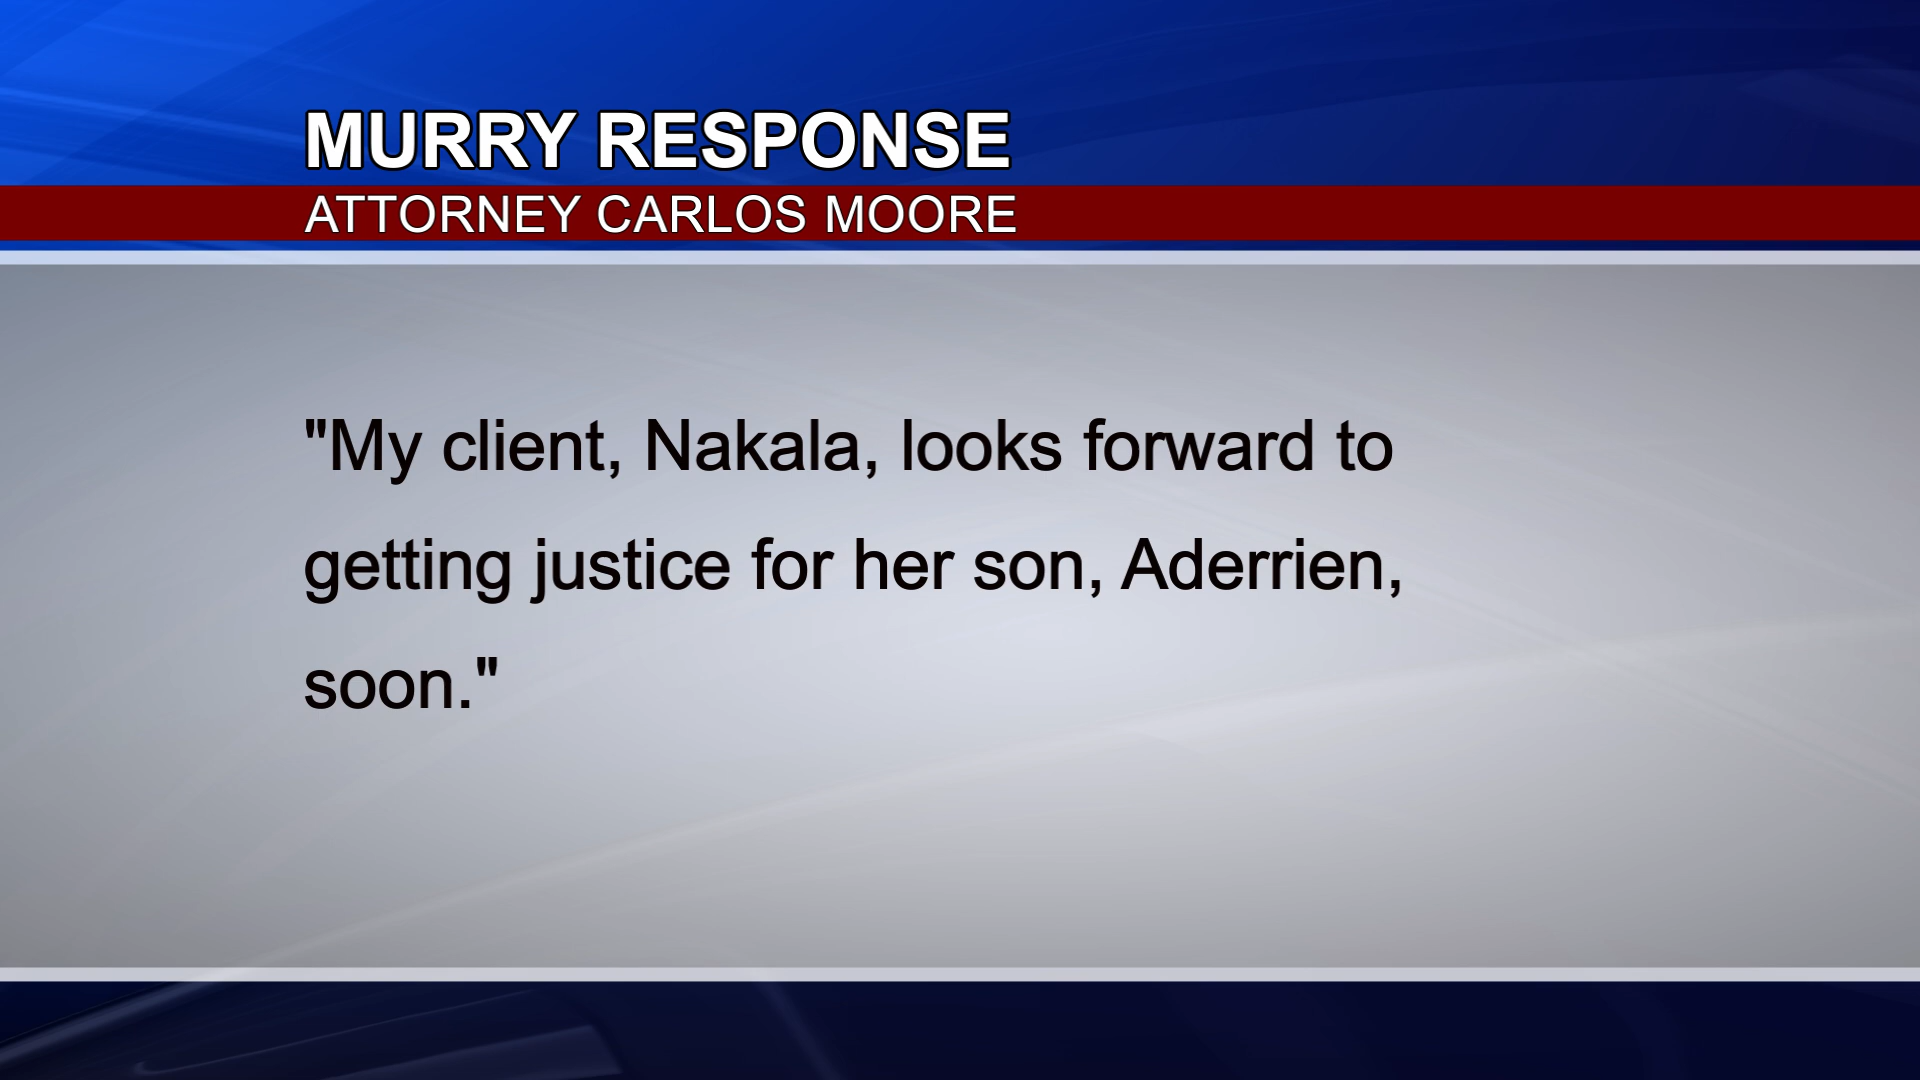 MURRY RESPONSE
ATTORNEY CARLOS MOORE
"My client, Nakala, looks forward to
getting justice for her son, Aderrien,
soon."